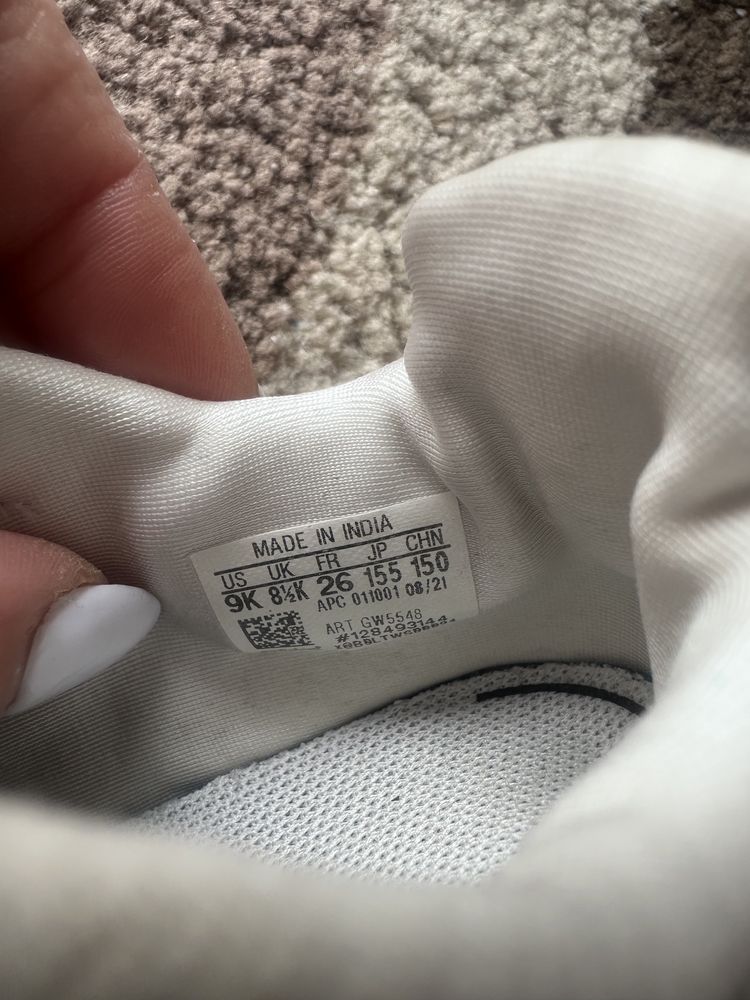 MADE IN INDIA
US UK FR JP CHN
9K 8½K 26 155 150
APC 011001 08/21
ART GW5548
#128493144